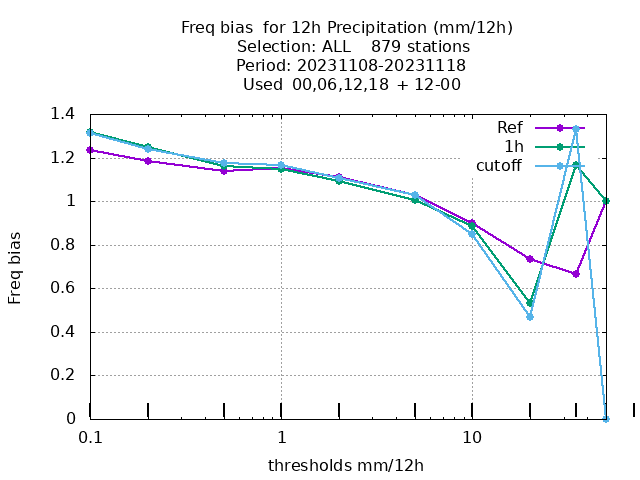 Freq bias  for 12h Precipitation (mm/12h)
Selection: ALL    879 stations
Period: 20231108-20231118
Used  00,06,12,18  + 12-00
Ref
1h
cutoff
Freq bias
1.4
1.2
1
0.8
0.6
0.4
0.2
0
0.1 1 10
thresholds mm/12h